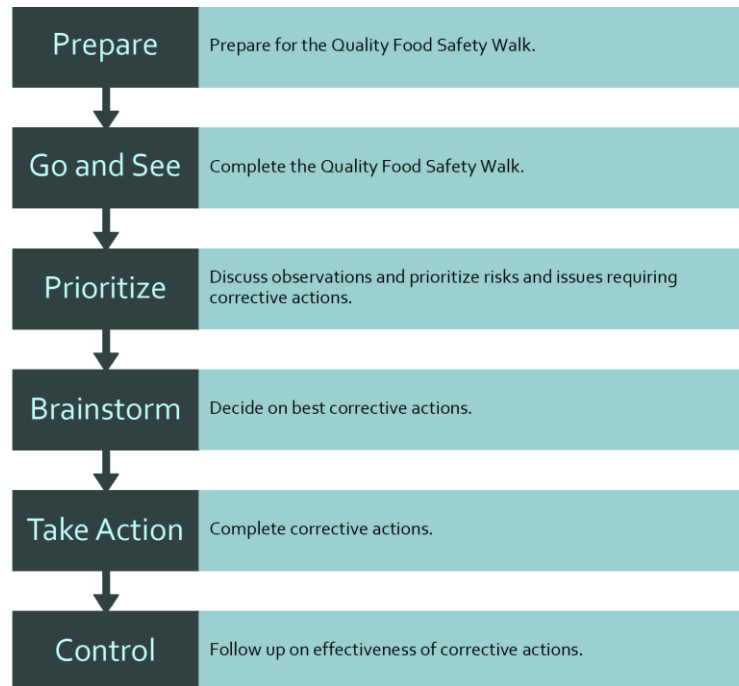 Prepare
Prepare for the Quality Food Safety Walk.
Go and See
Complete the Quality Food Safety Walk.
Prioritize
Discuss observations and prioritize risks and issues requiring
corrective actions.
Brainstorm
Decide on best corrective actions.
Take Action
Complete corrective actions.
Control
Follow up on effectiveness of corrective actions.